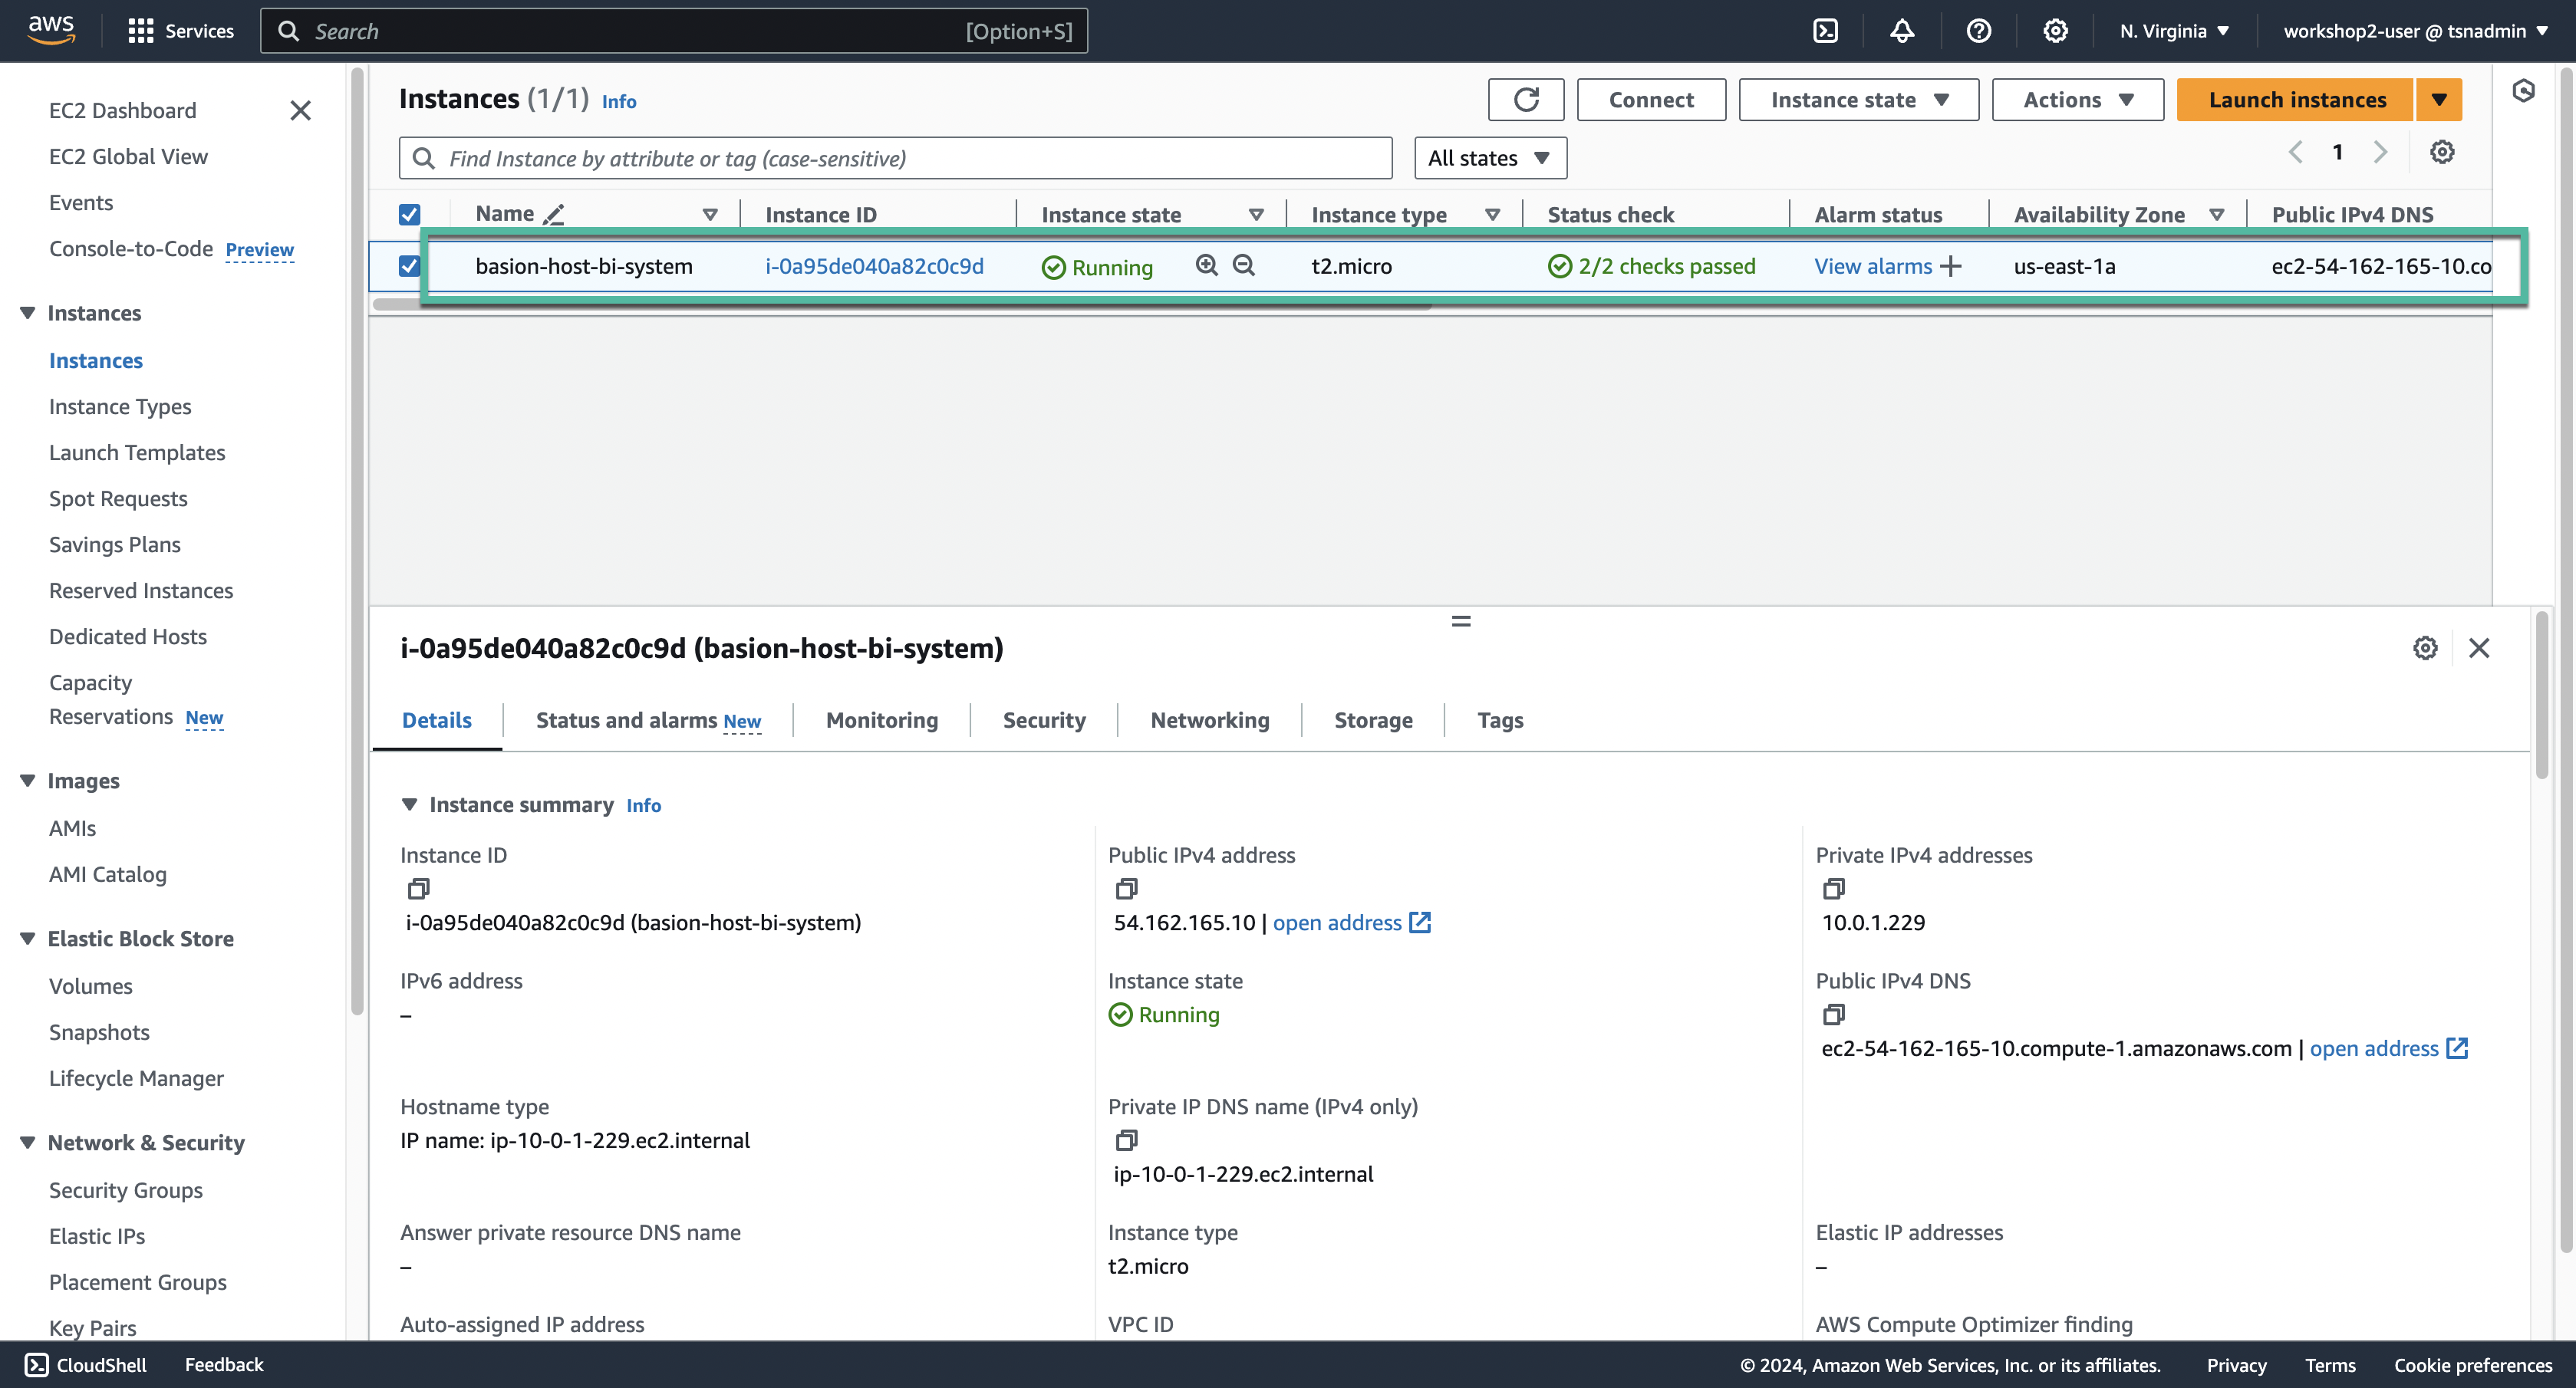 aws
Services
Search
[Option+S]
N. Virginia
workshop2-user @ tsnadmin
EC2 Dashboard
EC2 Global View
Events
Console-to-Code Preview
Instances
Instances
Instance Types
Launch Templates
Spot Requests
Savings Plans
Reserved Instances
Dedicated Hosts
Capacity
Reservations New
Images
AMIs
AMI Catalog
Elastic Block Store
Volumes
Snapshots
Lifecycle Manager
Network & Security
Security Groups
Elastic IPs
Placement Groups
Key Pairs
Instances (1/1) Info
Connect
Instance state
Actions
Launch instances
Find Instance by attribute or tag (case-sensitive)
All states
1
Name
Instance ID
Instance state
Instance type
Status check
Alarm status
Availability Zone
Public IPv4 DNS
basion-host-bi-system
i-0a95de040a82c0c9d
Running
t2.micro
2/2 checks passed
View alarms +
us-east-1a
ec2-54-162-165-10.co
i-0a95de040a82c0c9d (basion-host-bi-system)
Details
Status and alarms New
Monitoring
Security
Networking
Storage
Tags
Instance summary Info
Instance ID
i-0a95de040a82c0c9d (basion-host-bi-system)
Public IPv4 address
54.162.165.10 | open address
Private IPv4 addresses
10.0.1.229
IPv6 address
–
Instance state
Running
Public IPv4 DNS
ec2-54-162-165-10.compute-1.amazonaws.com | open address
Hostname type
IP name: ip-10-0-1-229.ec2.internal
Private IP DNS name (IPv4 only)
ip-10-0-1-229.ec2.internal
Answer private resource DNS name
–
Instance type
t2.micro
Elastic IP addresses
–
Auto-assigned IP address
VPC ID
AWS Compute Optimizer finding
CloudShell
Feedback
© 2024, Amazon Web Services, Inc. or its affiliates.
Privacy
Terms
Cookie preferences